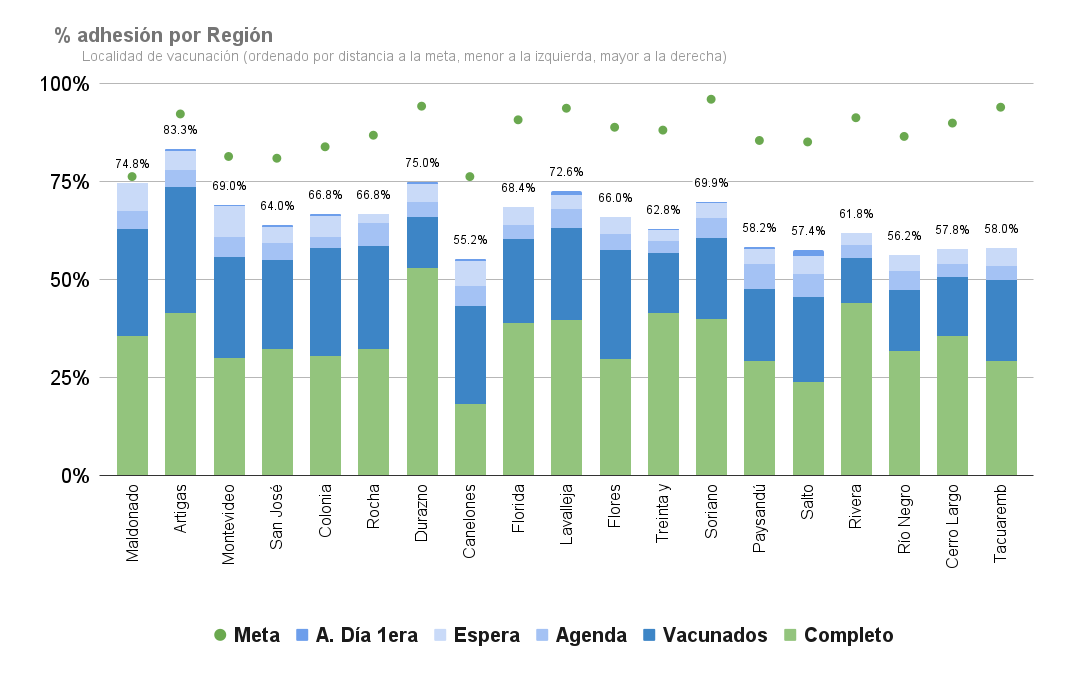 % adhesión por Región
Localidad de vacunación (ordenado por distancia a la meta, menor a la izquierda, mayor a la derecha)
100%
75%
50%
25%
0%
74.8%
83.3%
69.0%
64.0%
66.8%
66.8%
75.0%
55.2%
68.4%
72.6%
66.0%
62.8%
69.9%
58.2%
57.4%
61.8%
56.2%
57.8%
58.0%
Maldonado
Artigas
Montevideo
San José
Colonia
Rocha
Durazno
Canelones
Florida
Lavalleja
Flores
Treinta y
Soriano
Paysandú
Salto
Rivera
Río Negro
Cerro Largo
Tacuaremb
Meta A. Día 1era Espera Agenda Vacunados Completo